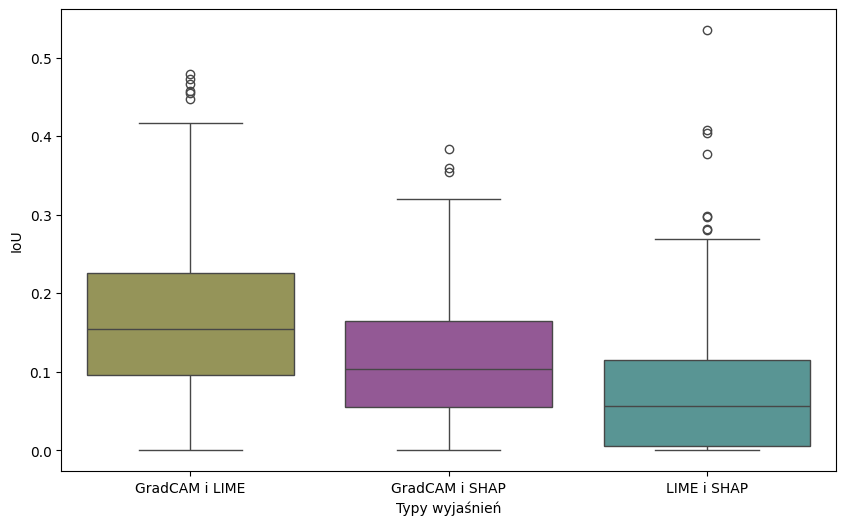 0.5
0.4
0.3
0.2
0.1
0.0
IoU
GradCAM i LIME
GradCAM i SHAP
LIME i SHAP
Typy wyjaśnień